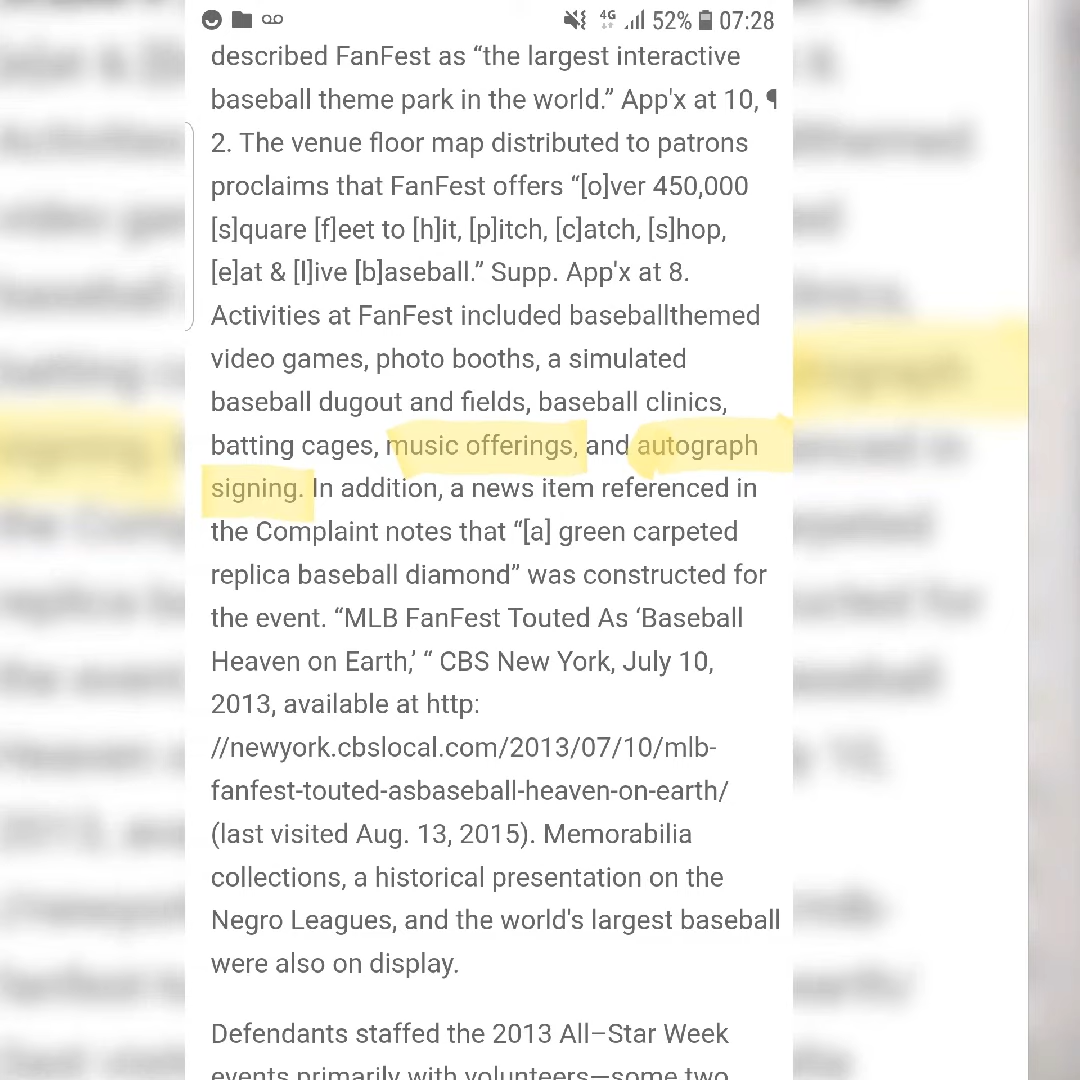 4G 52% 07:28
described FanFest as “the largest interactive
baseball theme park in the world.” App'x at 10, ¶
2. The venue floor map distributed to patrons
proclaims that FanFest offers “[o]ver 450,000
[s]quare [f]eet to [h]it, [p]itch, [c]atch, [s]hop,
[e]at & [l]ive [b]aseball.” Supp. App'x at 8.
Activities at FanFest included baseballthemed
video games, photo booths, a simulated
baseball dugout and fields, baseball clinics,
batting cages, music offerings, and autograph
signing. In addition, a news item referenced in
the Complaint notes that “[a] green carpeted
replica baseball diamond” was constructed for
the event. “MLB FanFest Touted As ‘Baseball
Heaven on Earth,’ “ CBS New York, July 10,
2013, available at http:
//newyork.cbslocal.com/2013/07/10/mlb-
fanfest-touted-asbaseball-heaven-on-earth/
(last visited Aug. 13, 2015). Memorabilia
collections, a historical presentation on the
Negro Leagues, and the world's largest baseball
were also on display.
Defendants staffed the 2013 All–Star Week
events primarily with volunteers—some two